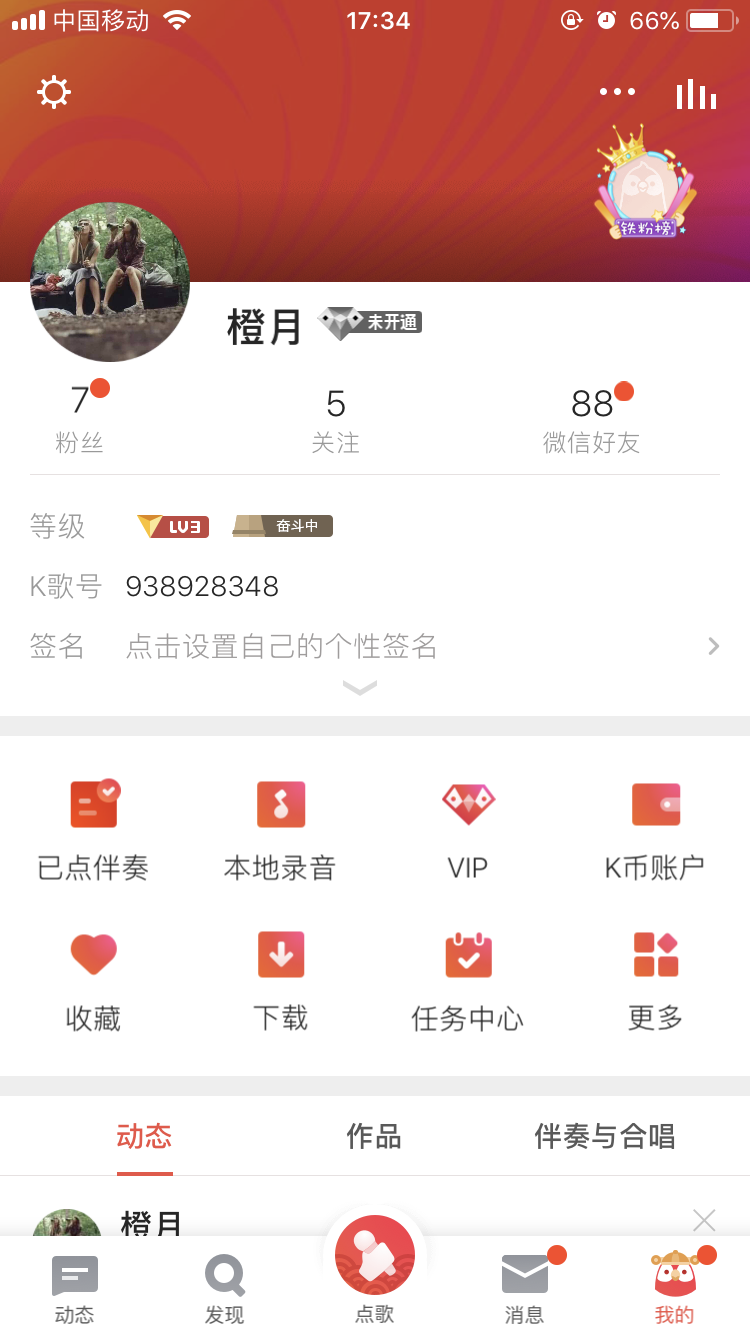 中国移动 17:34 66%
铁粉榜
橙月 未开通
7 5 88
粉丝 关注 微信好友
等级 LV3 奋斗中
K歌号 938928348
签名 点击设置自己的个性签名
已点伴奏 本地录音 VIP K币账户
收藏 下载 任务中心 更多
动态 作品 伴奏与合唱
橙月
动态 发现 点歌 消息 我的